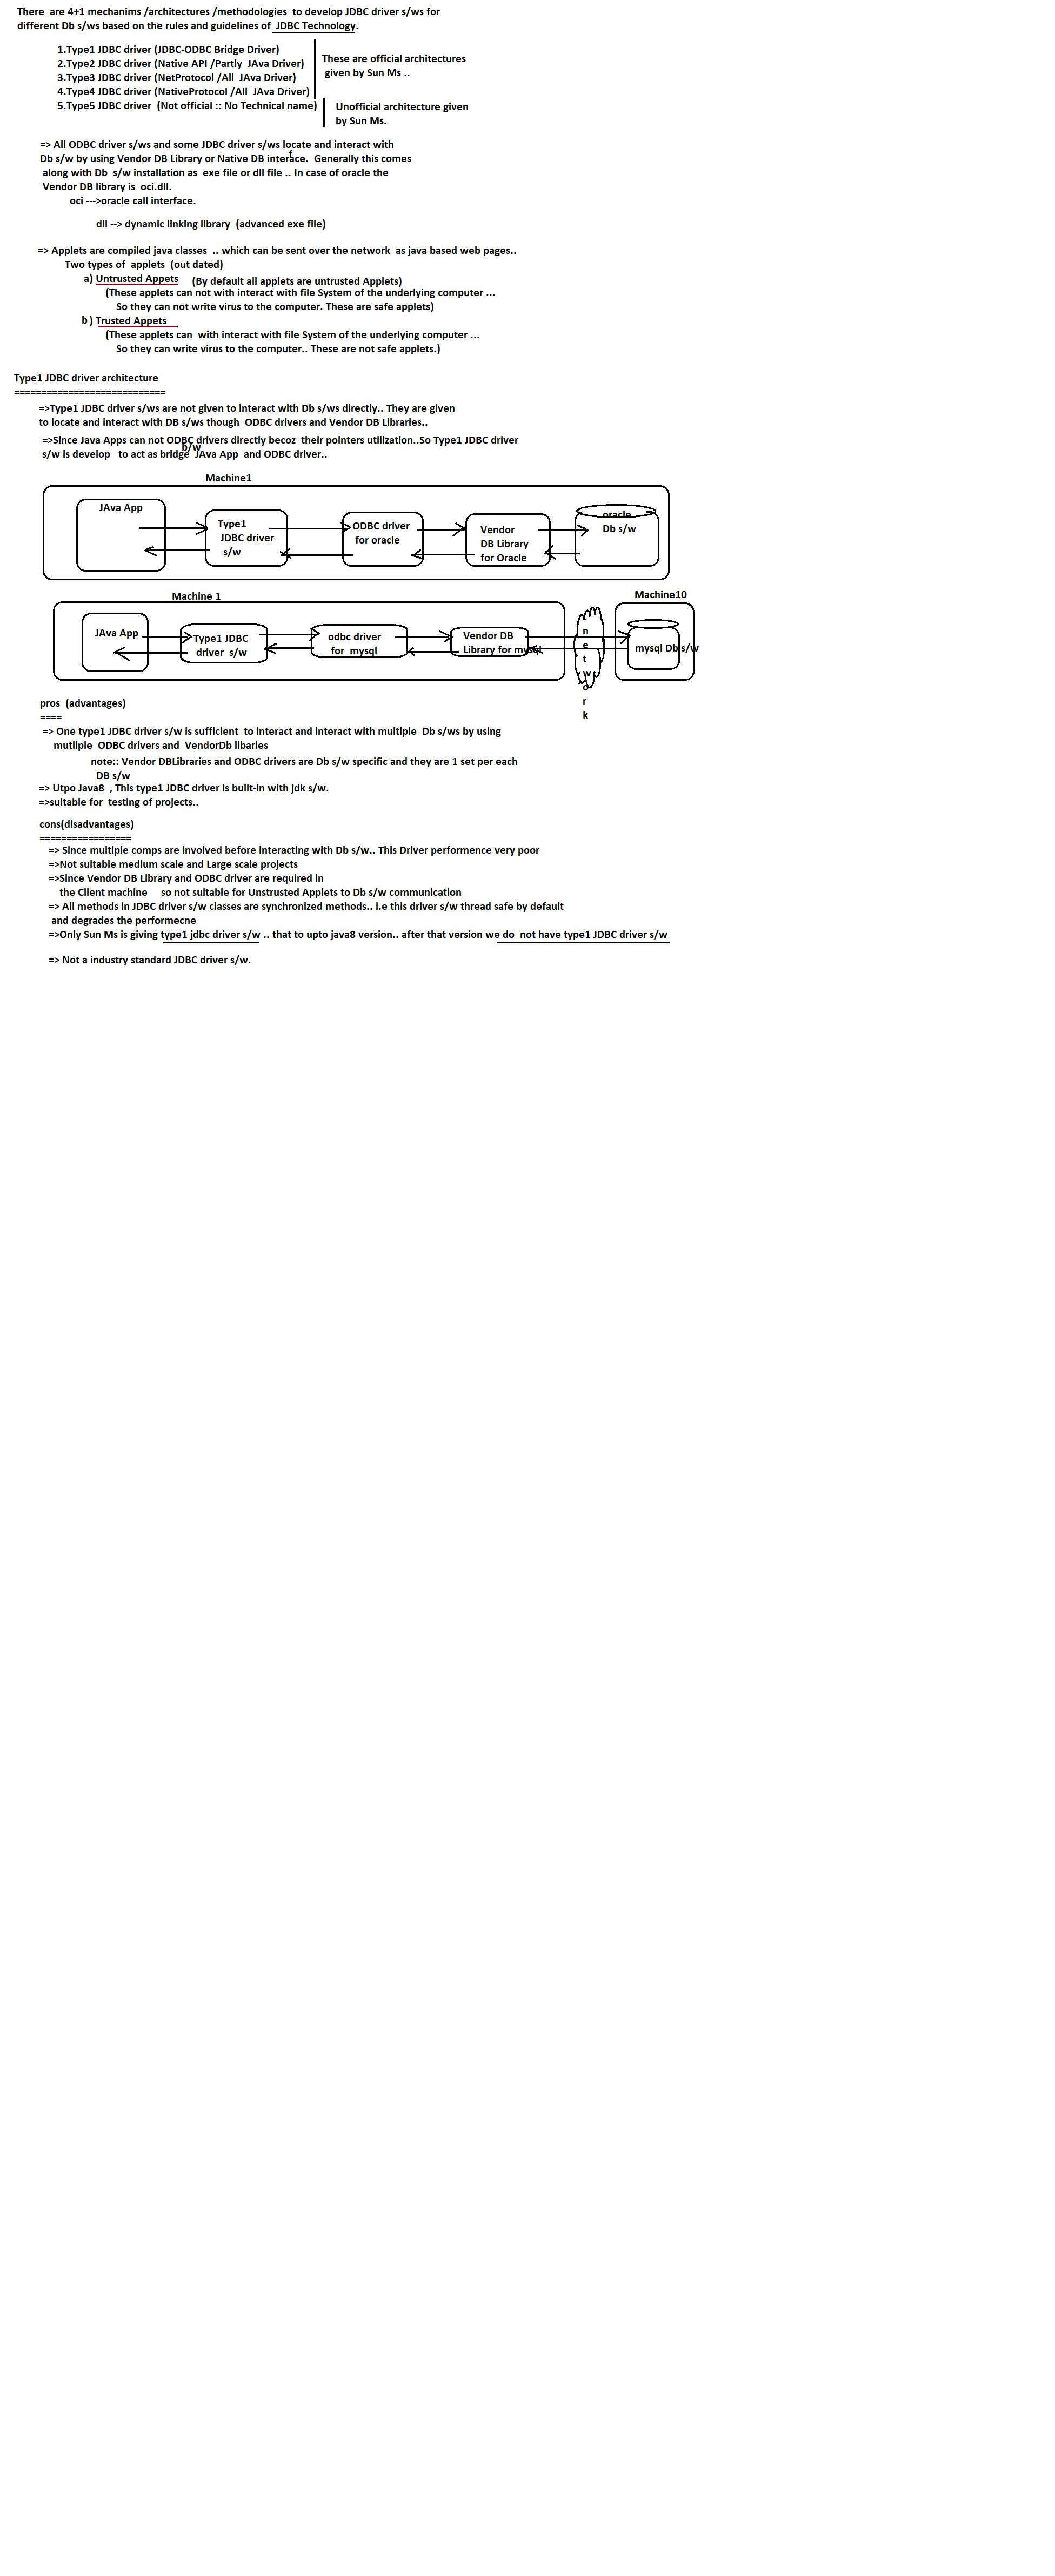 There  are 4+1 mechanims /architectures /methodologies  to develop JDBC driver s/ws for
different Db s/ws based on the rules and guidelines of  JDBC Technology.
1.Type1 JDBC driver (JDBC-ODBC Bridge Driver)
2.Type2 JDBC driver (Native API /Partly  JAva Driver)
3.Type3 JDBC driver (NetProtocol /All  JAva Driver)
4.Type4 JDBC driver (NativeProtocol /All  JAva Driver)
5.Type5 JDBC driver  (Not official :: No Technical name)
These are official architectures
given by Sun Ms ..
Unofficial architecture given
by Sun Ms.
=> All ODBC driver s/ws and some JDBC driver s/ws locate and interact with
f
Db s/w by using Vendor DB Library or Native DB interace.  Generally this comes
along with Db  s/w installation as  exe file or dll file .. In case of oracle the
Vendor DB library is  oci.dll.
oci --->oracle call interface.
dll --> dynamic linking library  (advanced exe file)
=> Applets are compiled java classes  .. which can be sent over the network  as java based web pages..
Two types of  applets  (out dated)
a) Untrusted Appets    (By default all applets are untrusted Applets)
(These applets can not with interact with file System of the underlying computer ...
So they can not write virus to the computer. These are safe applets)
b ) Trusted Appets
(These applets can  with interact with file System of the underlying computer ...
So they can write virus to the computer.. These are not safe applets.)
Type1 JDBC driver architecture
============================
=>Type1 JDBC driver s/ws are not given to interact with Db s/ws directly.. They are given
to locate and interact with DB s/ws though  ODBC drivers and Vendor DB Libraries..
=>Since Java Apps can not ODBC drivers directly becoz  their pointers utilization..So Type1 JDBC driver
b/w
s/w is develop   to act as bridge  JAva App  and ODBC driver..
Machine1
JAva App
Type1
JDBC driver
s/w
ODBC driver
for oracle
Vendor
DB Library
for Oracle
oracle
Db s/w
Machine 1
JAva App
Type1 JDBC
driver  s/w
odbc driver
for  mysql
Vendor DB
Library for mysql
n
e
t
w
o
r
k
Machine10
mysql Db s/w
pros  (advantages)
====
=> One type1 JDBC driver s/w is sufficient  to interact and interact with multiple  Db s/ws by using
mutliple  ODBC drivers and  VendorDb libaries
note:: Vendor DBLibraries and ODBC drivers are Db s/w specific and they are 1 set per each
DB s/w
=> Utpo Java8  , This type1 JDBC driver is built-in with jdk s/w.
=>suitable for  testing of projects..
cons(disadvantages)
=================
=> Since multiple comps are involved before interacting with Db s/w.. This Driver performence very poor
=>Not suitable medium scale and Large scale projects
=>Since Vendor DB Library and ODBC driver are required in
the Client machine     so not suitable for Unstrusted Applets to Db s/w communication
=> All methods in JDBC driver s/w classes are synchronized methods.. i.e this driver s/w thread safe by default
and degrades the performecne
=>Only Sun Ms is giving type1 jdbc driver s/w .. that to upto java8 version.. after that version we do  not have type1 JDBC driver s/w
=> Not a industry standard JDBC driver s/w.